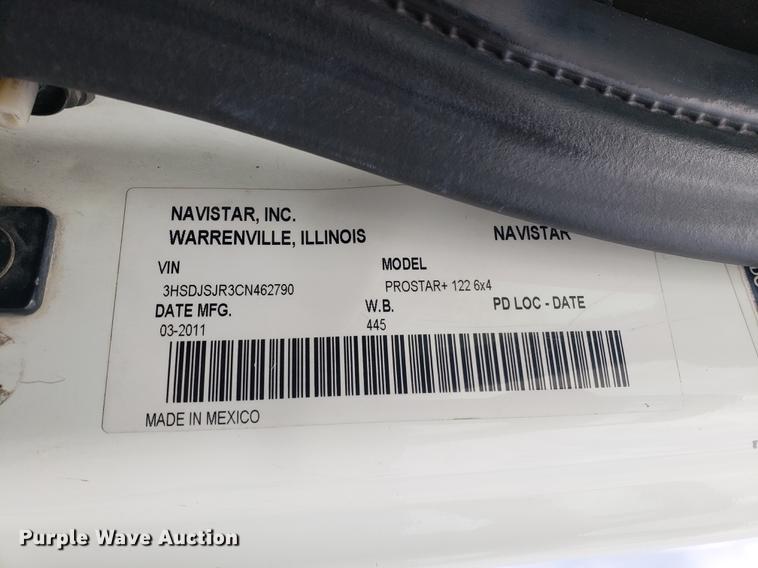 NAVISTAR, INC.
WARRENVILLE, ILLINOIS
NAVISTAR
VIN
MODEL
3HSDJSJR3CN462790
PROSTAR+ 122 6x4
DATE MFG.
W.B.
PD LOC - DATE
03-2011
445
MADE IN MEXICO
Purple Wave Auction